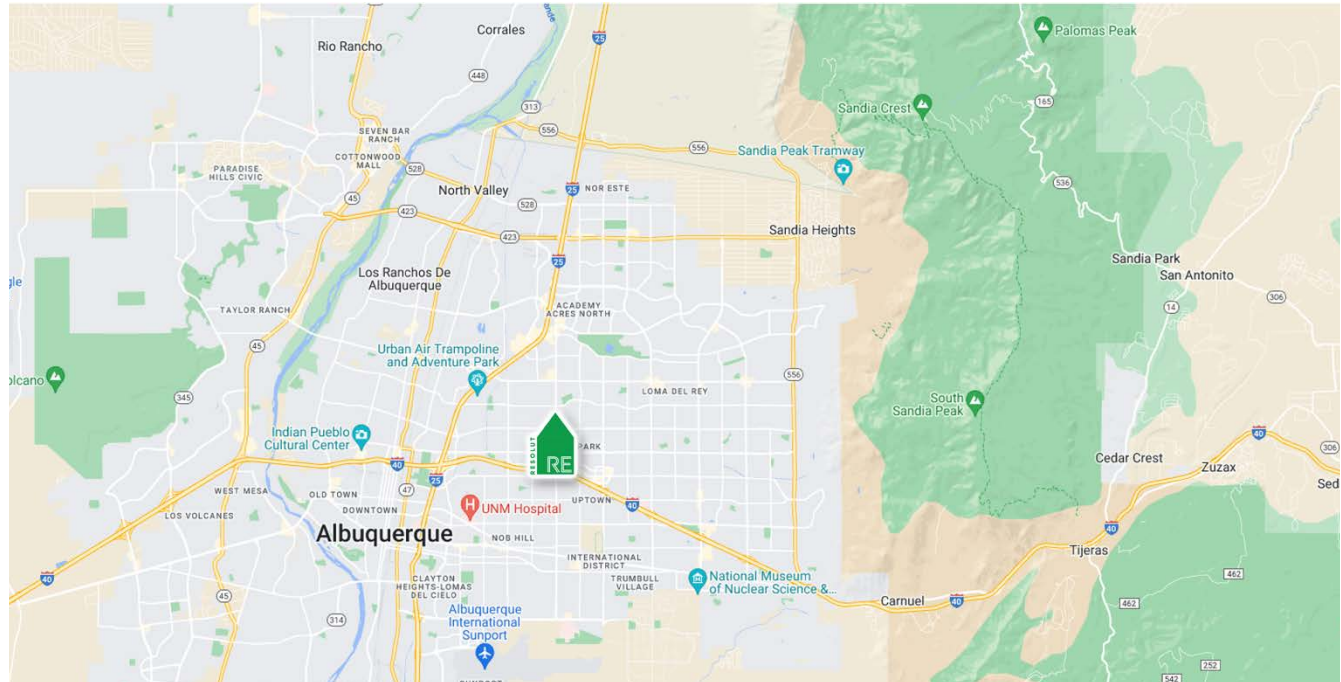 Corrales
Rio Rancho
25
Palomas Peak
448
313
165
Sandia Crest
SEVEN BAR
RANCH
556
556
Sandia Peak Tramway
COTTONWOOD
MALL
PARADISE
HILLS CIVIC
528
536
25
NOR ESTE
North Valley
528
45
423
423
Sandia Heights
Sandia Park
San Antonito
25
Los Ranchos De
Albuquerque
306
14
TAYLOR RANCH
ACADEMY
ACRES NORTH
45
Urban Air Trampoline
and Adventure Park
556
LOMA DEL REY
345
South
Sandia Peak
Indian Pueblo
Cultural Center
RESOLUT
RE
PARK
40
306
Cedar Crest
Zuzax
40
25
47
WEST MESA
OLD TOWN
UPTOWN
40
DOWNTOWN
UNM Hospital
LOS VOLCANES
Albuquerque
NOB HILL
40
Tijeras
INTERNATIONAL
DISTRICT
40
CLAYTON
HEIGHTS-LOMAS
DEL CIELO
TRUMBULL
VILLAGE
National Museum
of Nuclear Science &...
462
45
Carnuel
40
462
Albuquerque
International
Sunport
314
252
542